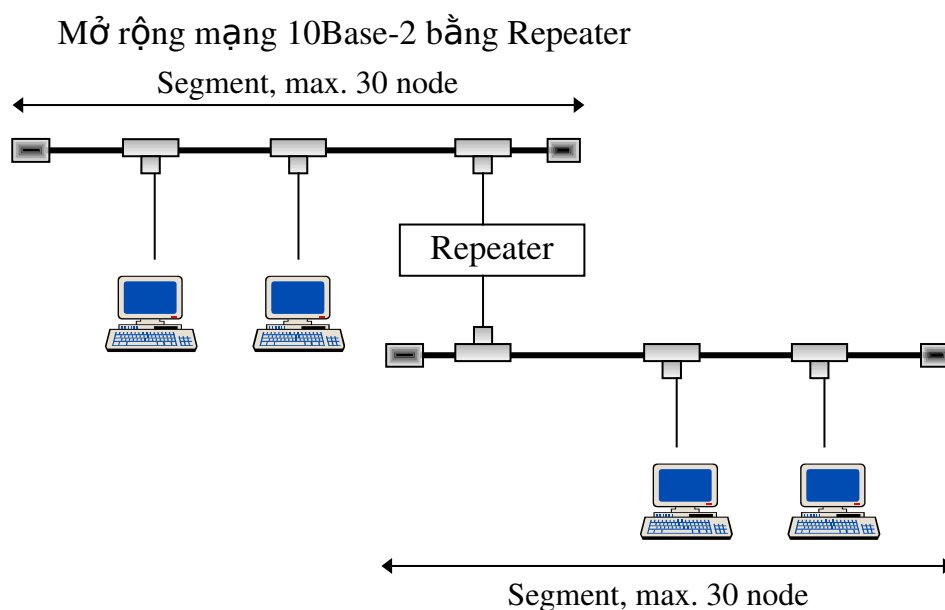 Mở rộng mạng 10Base-2 bằng Repeater
Segment, max. 30 node
Repeater
Segment, max. 30 node